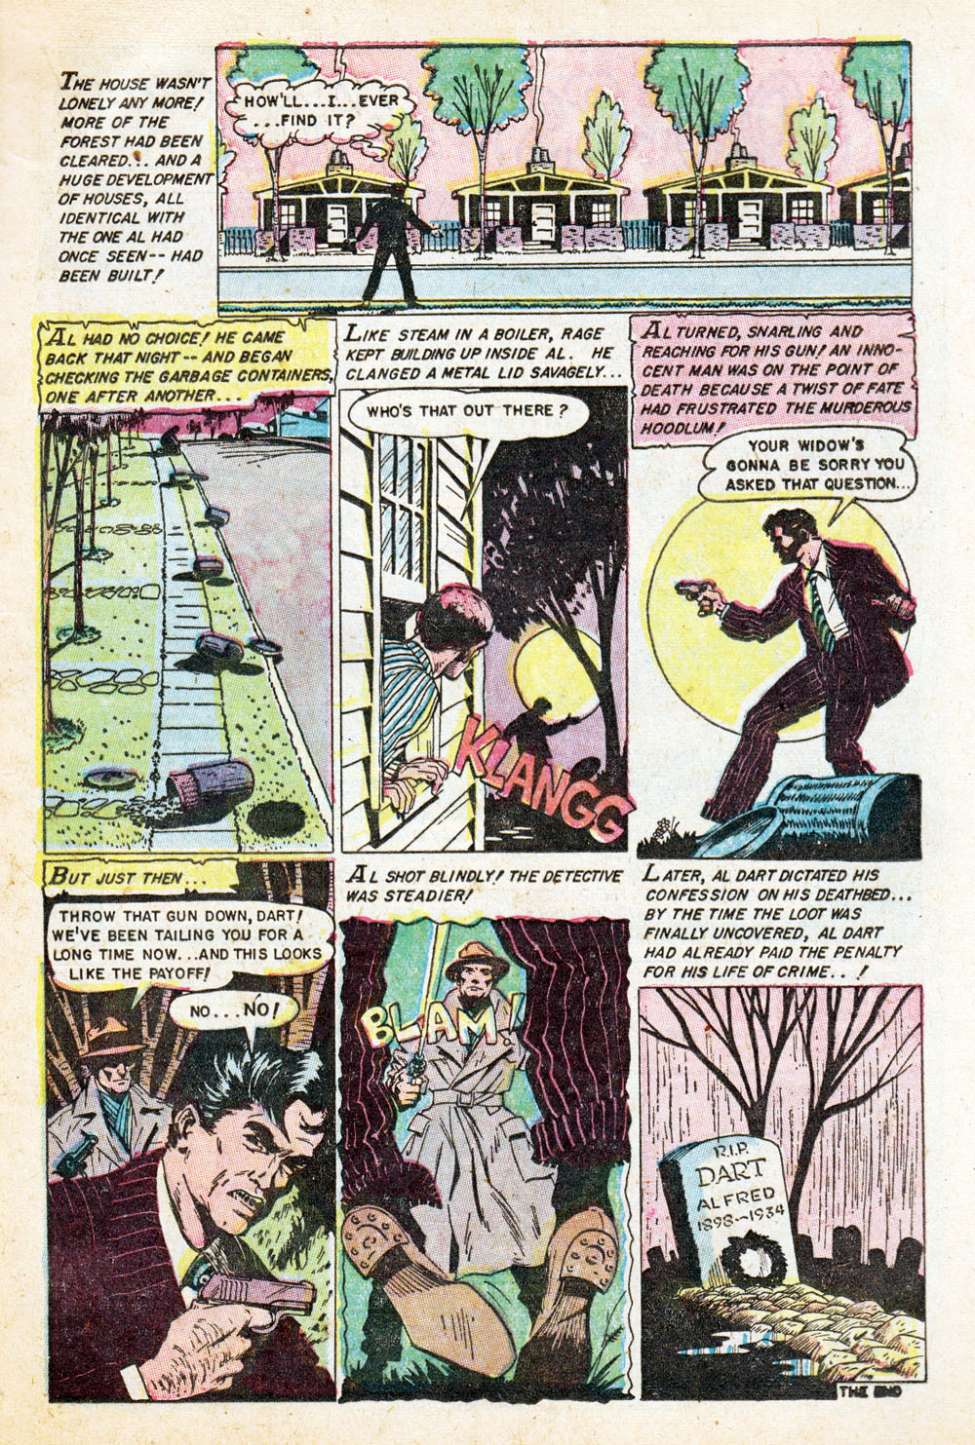 THE HOUSE WASN'T
LONELY ANY MORE!
MORE OF THE
FOREST HAD BEEN
CLEARED... AND A
HUGE DEVELOPMENT
OF HOUSES, ALL
IDENTICAL WITH
THE ONE AL HAD
ONCE SEEN-- HAD
BEEN BUILT!
HOW'LL...I...EVER
...FIND IT?
AL HAD NO CHOICE! HE CAME
BACK THAT NIGHT-- AND BEGAN
CHECKING THE GARBAGE CONTAINERS,
ONE AFTER ANOTHER...
LIKE STEAM IN A BOILER, RAGE
KEPT BUILDING UP INSIDE AL. HE
CLANGED A METAL LID SAVAGELY...
WHO'S THAT OUT THERE?
KLANGG
AL TURNED, SNARLING AND
REACHING FOR HIS GUN! AN INNO-
CENT MAN WAS ON THE POINT OF
DEATH BECAUSE A TWIST OF FATE
HAD FRUSTRATED THE MURDEROUS
HOODLUM!
YOUR WIDOW'S
GONNA BE SORRY YOU
ASKED THAT QUESTION...
BUT JUST THEN...
THROW THAT GUN DOWN, DART!
WE'VE BEEN TAILING YOU FOR A
LONG TIME NOW...AND THIS LOOKS
LIKE THE PAYOFF!
NO...NO!
AL SHOT BLINDLY! THE DETECTIVE
WAS STEADIER!
BLAM!
LATER, AL DART DICTATED HIS
CONFESSION ON HIS DEATHBED...
BY THE TIME THE LOOT WAS
FINALLY UNCOVERED, AL DART
HAD ALREADY PAID THE PENALTY
FOR HIS LIFE OF CRIME...!
R.I.P.
DART
ALFRED
1898--1934
THE END